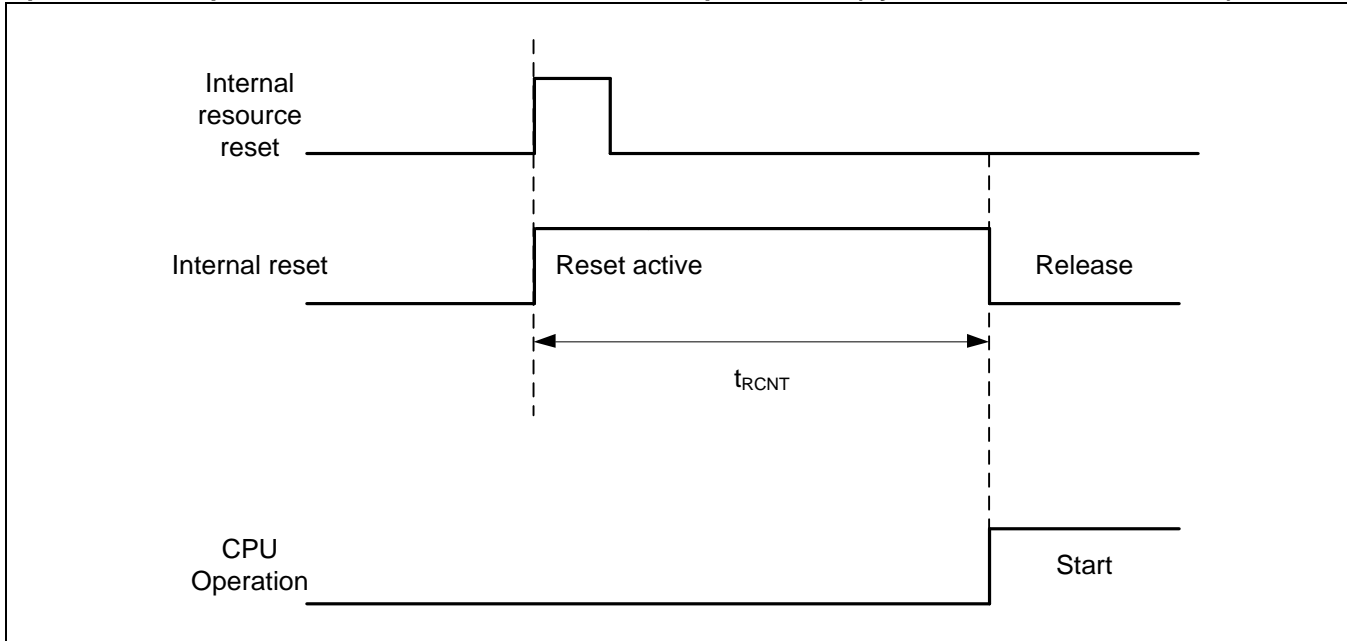 Internal
resource
reset
Internal reset
Reset active
Release
tRCNT
CPU
Operation
Start